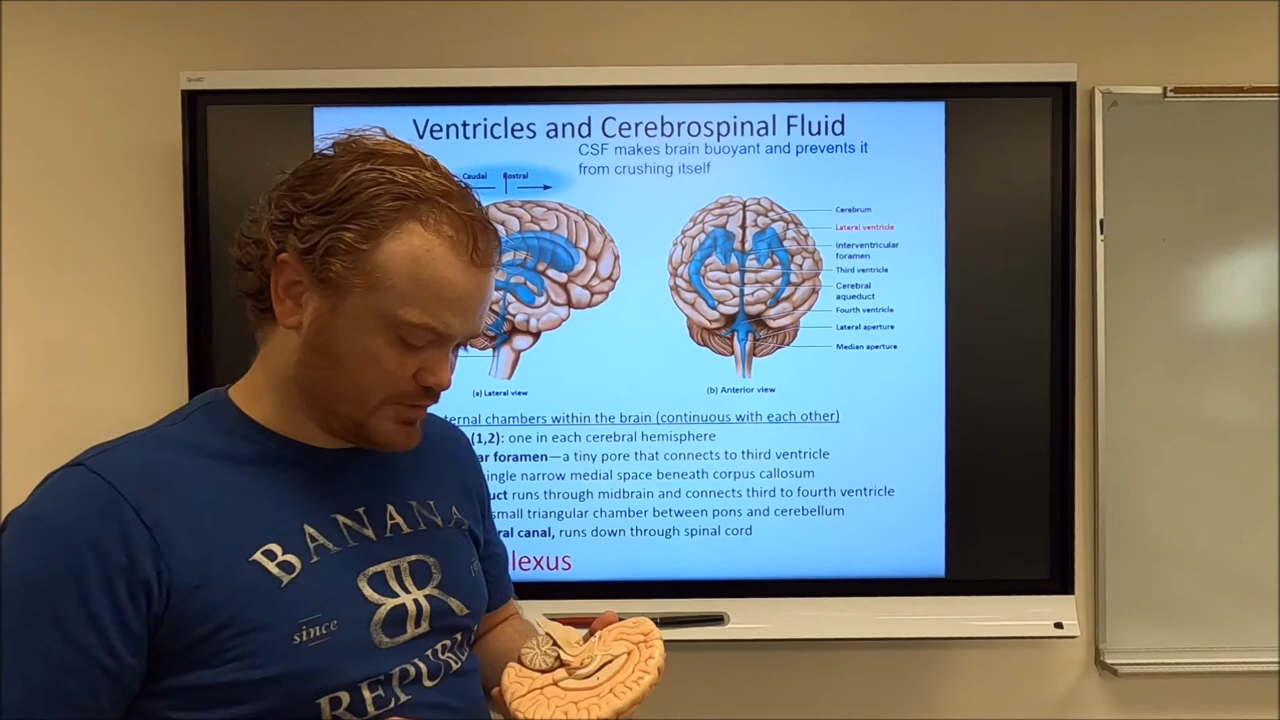 Ventricles and Cerebrospinal Fluid
CSF makes brain buoyant and prevents it
from crushing itself
Caudal Rostral
Cerebrum
Lateral ventricle
Interventricular
foramen
Third ventricle
Cerebral
aqueduct
Fourth ventricle
Lateral aperture
Median aperture
(a) Lateral view
(b) Anterior view
ternal chambers within the brain (continuous with each other)
(1,2): one in each cerebral hemisphere
ar foramen—a tiny pore that connects to third ventricle
ingle narrow medial space beneath corpus callosum
uct runs through midbrain and connects third to fourth ventricle
small triangular chamber between pons and cerebellum
ral canal, runs down through spinal cord
lexus
BANANA
BR
since
REPUBL